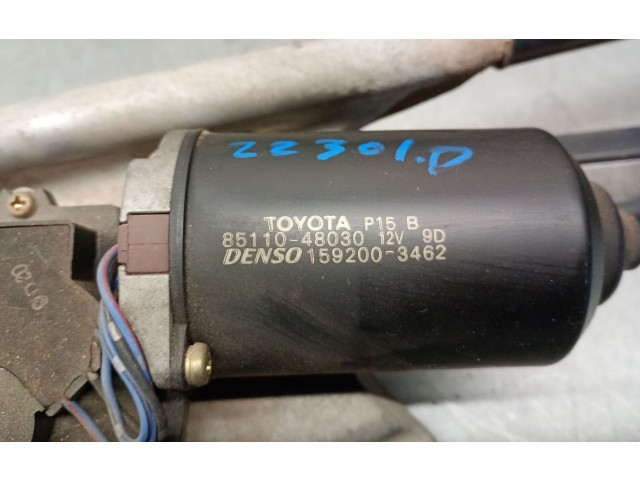 22301.D
TOYOTA P15 B
85110-48030 12V 9D
DENSO 159200-3462